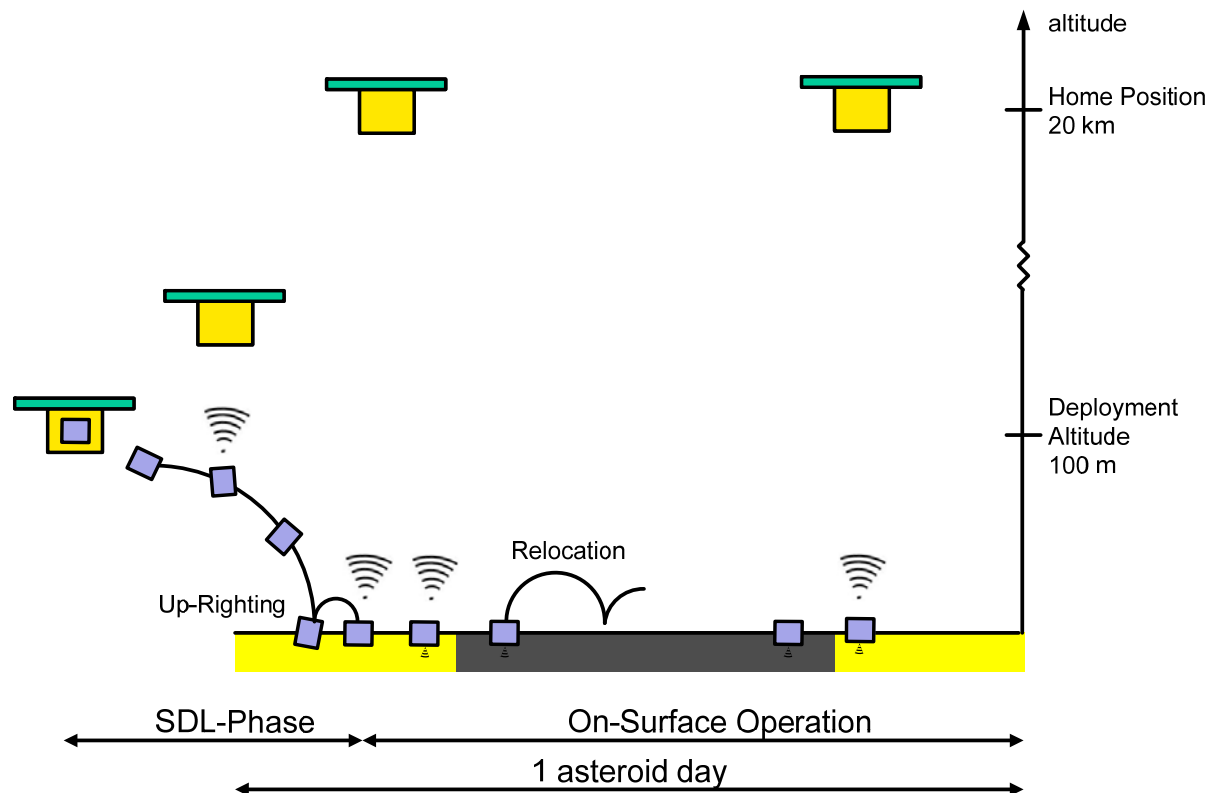 altitude
Home Position
20 km
Deployment
Altitude
100 m
Relocation
Up-Righting
SDL-Phase
On-Surface Operation
1 asteroid day